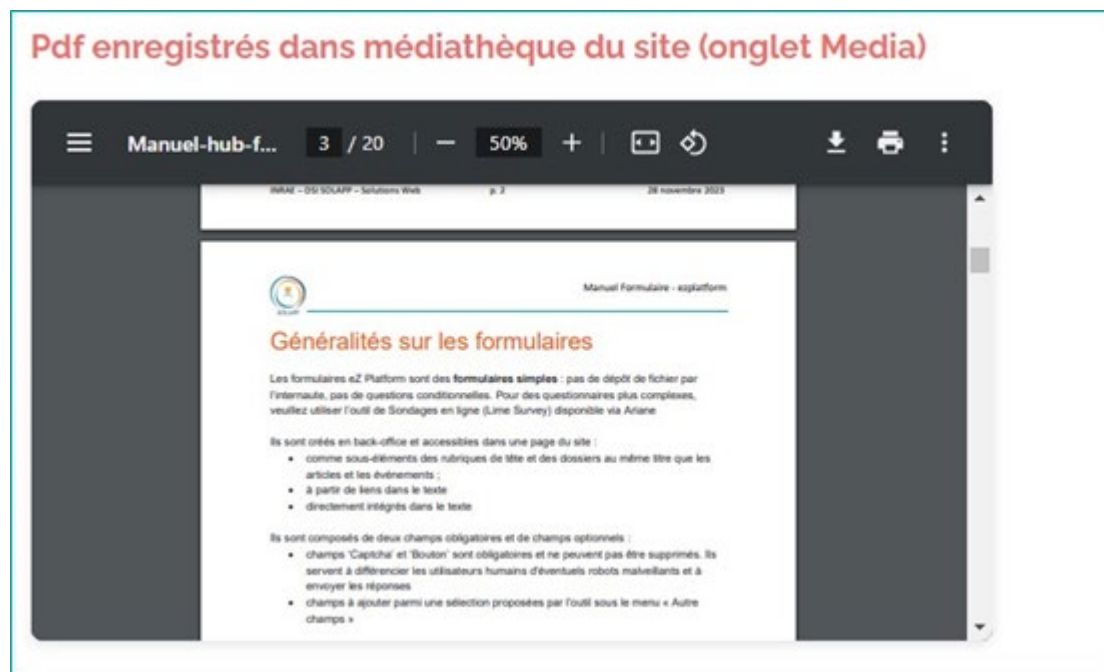 Pdf enregistrés dans médiathèque du site (onglet Media)
Manuel-hub-f... 3 / 20 50%
INRAE – DSI SOLAPP – Solutions Web p. 2 28 novembre 2023
Manuel Formulaire - ezplatform
SOLAPP
Généralités sur les formulaires
Les formulaires eZ Platform sont des formulaires simples : pas de dépôt de fichier par
l'internaute, pas de questions conditionnelles. Pour des questionnaires plus complexes,
veuillez utiliser l'outil de Sondages en ligne (Lime Survey) disponible via Ariane
Ils sont créés en back-office et accessibles dans une page du site :
• comme sous-éléments des rubriques de tête et des dossiers au même titre que les
articles et les événements ;
• à partir de liens dans le texte
• directement intégrés dans le texte
Ils sont composés de deux champs obligatoires et de champs optionnels :
• champs 'Captcha' et 'Bouton' sont obligatoires et ne peuvent pas être supprimés. Ils
servent à différencier les utilisateurs humains d'éventuels robots malveillants et à
envoyer les réponses
• champs à ajouter parmi une sélection proposées par l'outil sous le menu « Autre
champs »